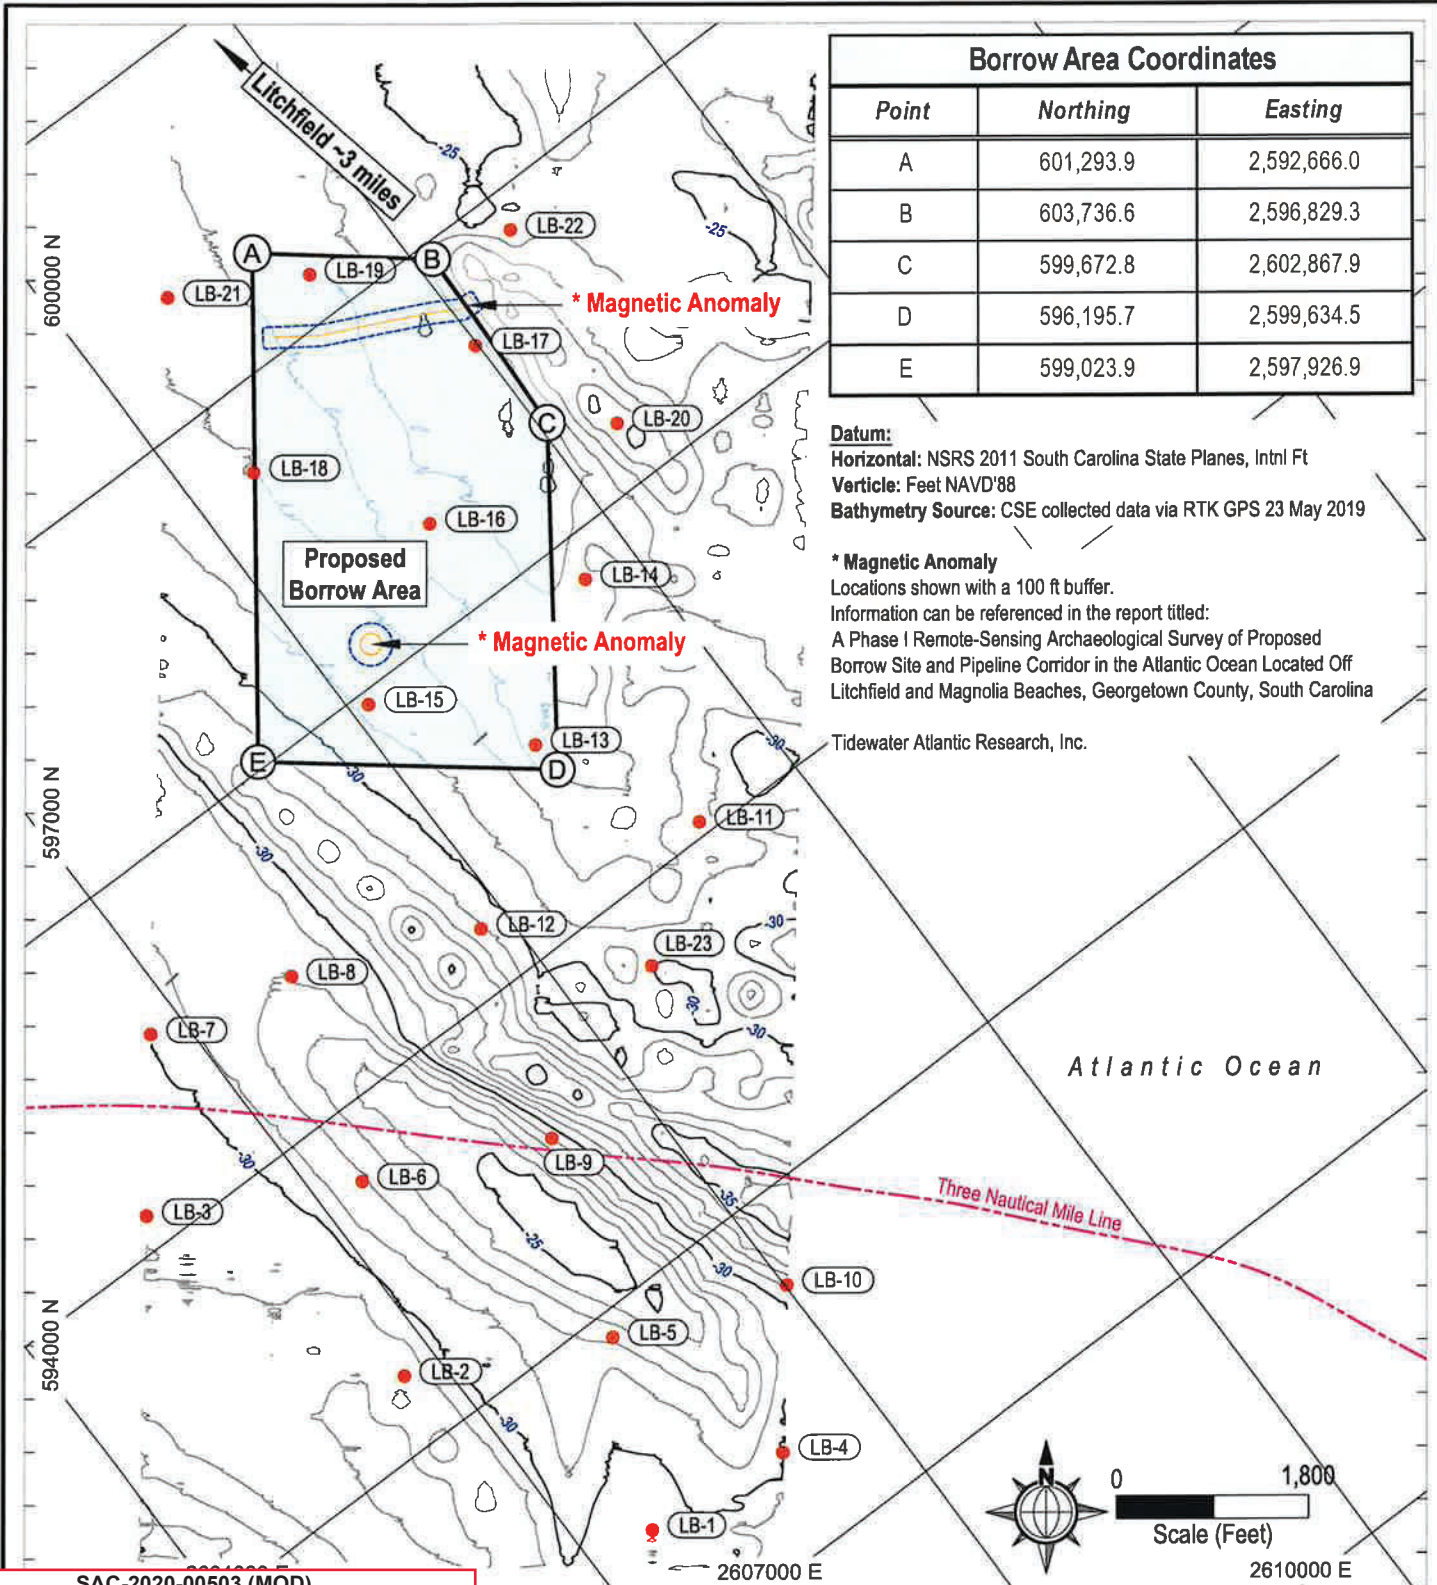 Borrow Area Coordinates
Point Northing Easting
A 601,293.9 2,592,666.0
B 603,736.6 2,596,829.3
C 599,672.8 2,602,867.9
D 596,195.7 2,599,634.5
E 599,023.9 2,597,926.9
Datum:
Horizontal: NSRS 2011 South Carolina State Planes, Intnl Ft
Verticle: Feet NAVD'88
Bathymetry Source: CSE collected data via RTK GPS 23 May 2019
* Magnetic Anomaly
Locations shown with a 100 ft buffer.
Information can be referenced in the report titled:
A Phase I Remote-Sensing Archaeological Survey of Proposed
Borrow Site and Pipeline Corridor in the Atlantic Ocean Located Off
Litchfield and Magnolia Beaches, Georgetown County, South Carolina
Tidewater Atlantic Research, Inc.
Litchfield ~3 miles
-25
-25
LB-22
A
B
LB-19
LB-21
* Magnetic Anomaly
LB-17
600000 N
C
LB-20
LB-18
LB-16
Proposed
Borrow Area
LB-14
* Magnetic Anomaly
LB-15
LB-13
E
D
-30
-30
597000 N
LB-11
-30
LB-12
-30
LB-23
LB-8
-30
-30
LB-7
Atlantic Ocean
-30
LB-9
LB-6
-35
Three Nautical Mile Line
LB-3
-25
-30
LB-10
LB-5
594000 N
LB-2
-30
LB-4
LB-1
N
0 1,800
Scale (Feet)
2607000 E
2610000 E
SAC-2020-00503 (MOD)